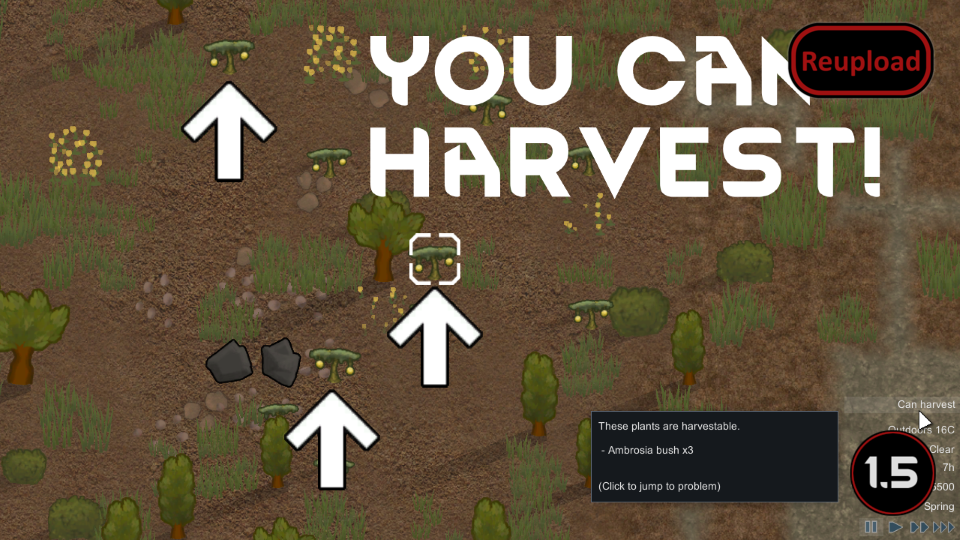 YOU CAN
Reupload
HARVEST!
Can harvest
These plants are harvestable.
- Ambrosia bush x3
(Click to jump to problem)
Outdoors 16C
Clear
1.5
7h
5500
Spring